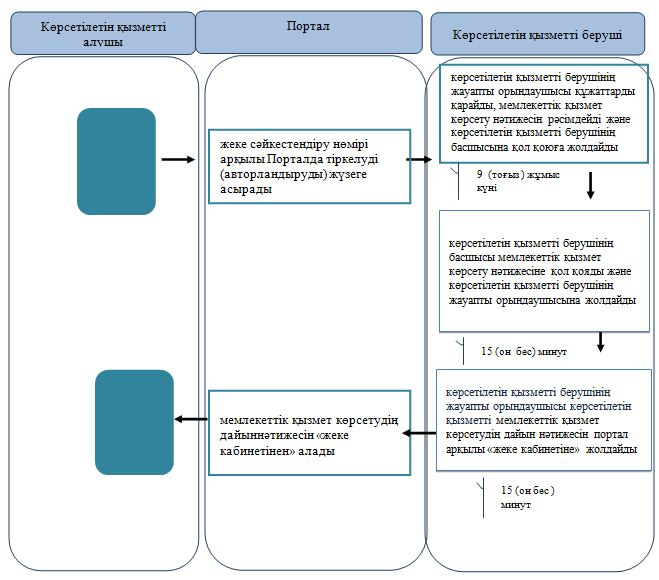 Көрсетілетін қызметті
алушы
Портал
Көрсетілетін қызметті беруші
көрсетілетін қызметті берушінің
жауапты орындаушысы құжаттарды
қарайды, мемлекеттік қызмет
көрсету нәтижесін рәсімдейді және
көрсетілетін қызметті берушінің
басшысына қол қоюға жолдайды
жеке сәйкестендіру нөмірі
арқылы Порталда тіркелуді
(авторландыруды) жүзеге
асырады
9 (тоғыз ) жұмыс
күні
көрсетілетін қызметті берушінің
басшысы мемлекеттік қызмет
көрсету нәтижесіне қол қояды және
көрсетілетін қызметті берушінің
жауапты орындаушысына жолдайды
15 (он бес) минут
көрсетілетін қызметті берушінің
жауапты орындаушысы көрсетілетін
қызметті мемлекеттік қызмет
көрсетудің дайын нәтижесін портал
арқылы «жеке кабинетіне» жолдайды
мемлекеттік қызмет көрсетудің
дайыннәтижесін «жеке
кабинетінен» алады
15 (он бес )
минут